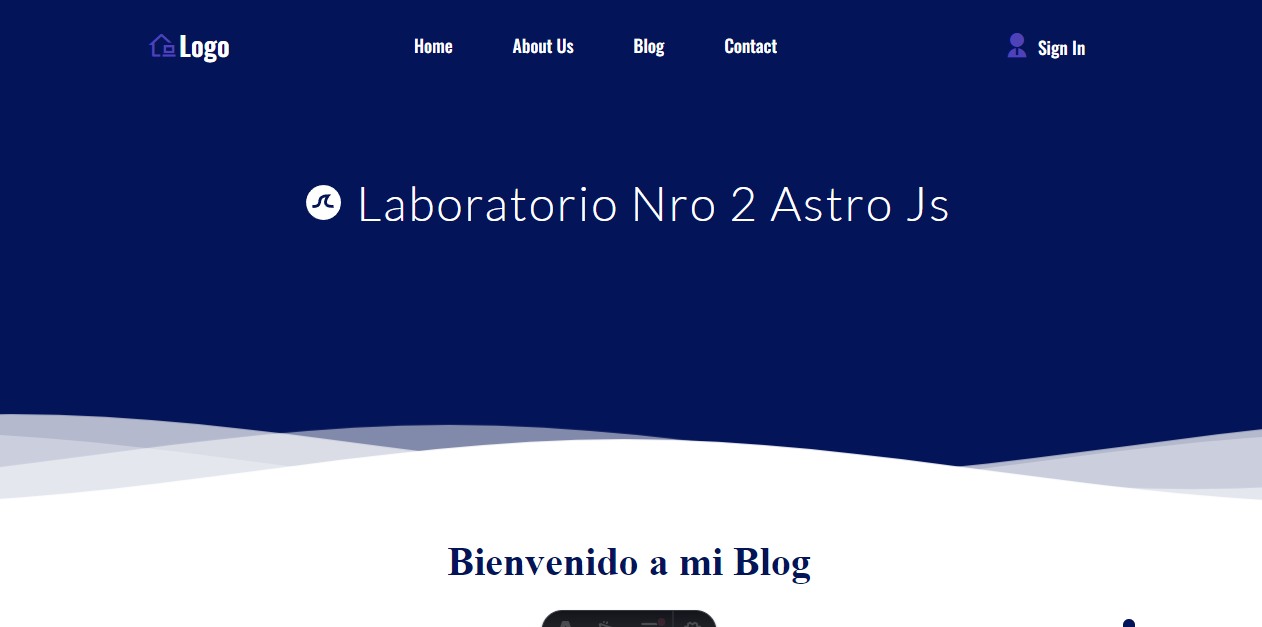 Logo
Home
About Us
Blog
Contact
Sign In
Laboratorio Nro 2 Astro Js
Bienvenido a mi Blog